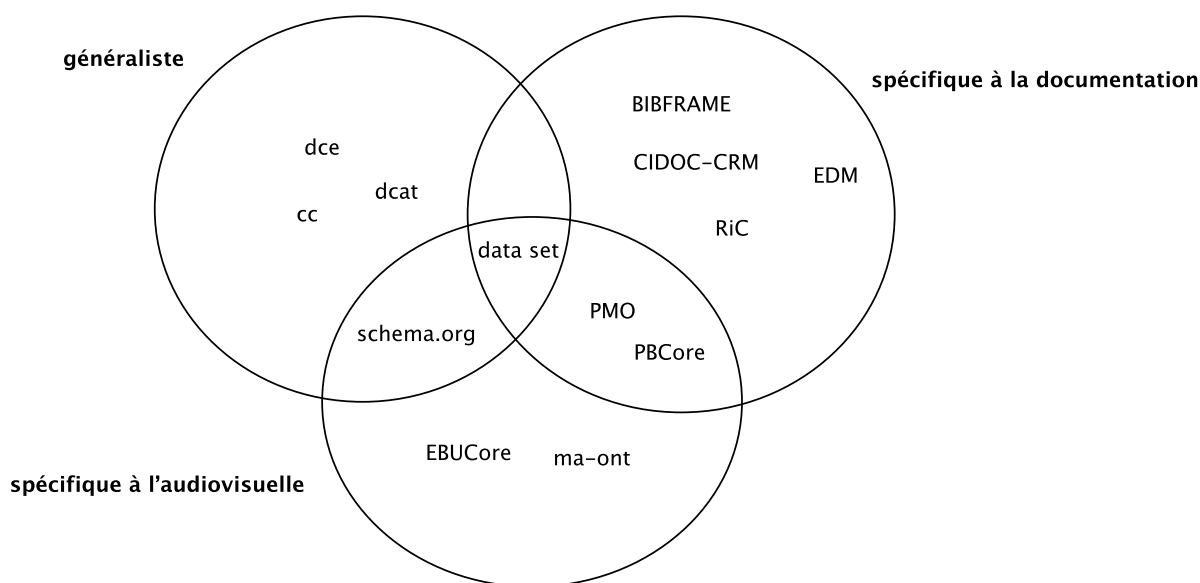 généraliste
spécifique à la documentation
BIBFRAME
dce
CIDOC-CRM
EDM
dcat
cc
RiC
data set
PMO
schema.org
PBCore
EBUCore
ma-ont
spécifique à l'audiovisuelle